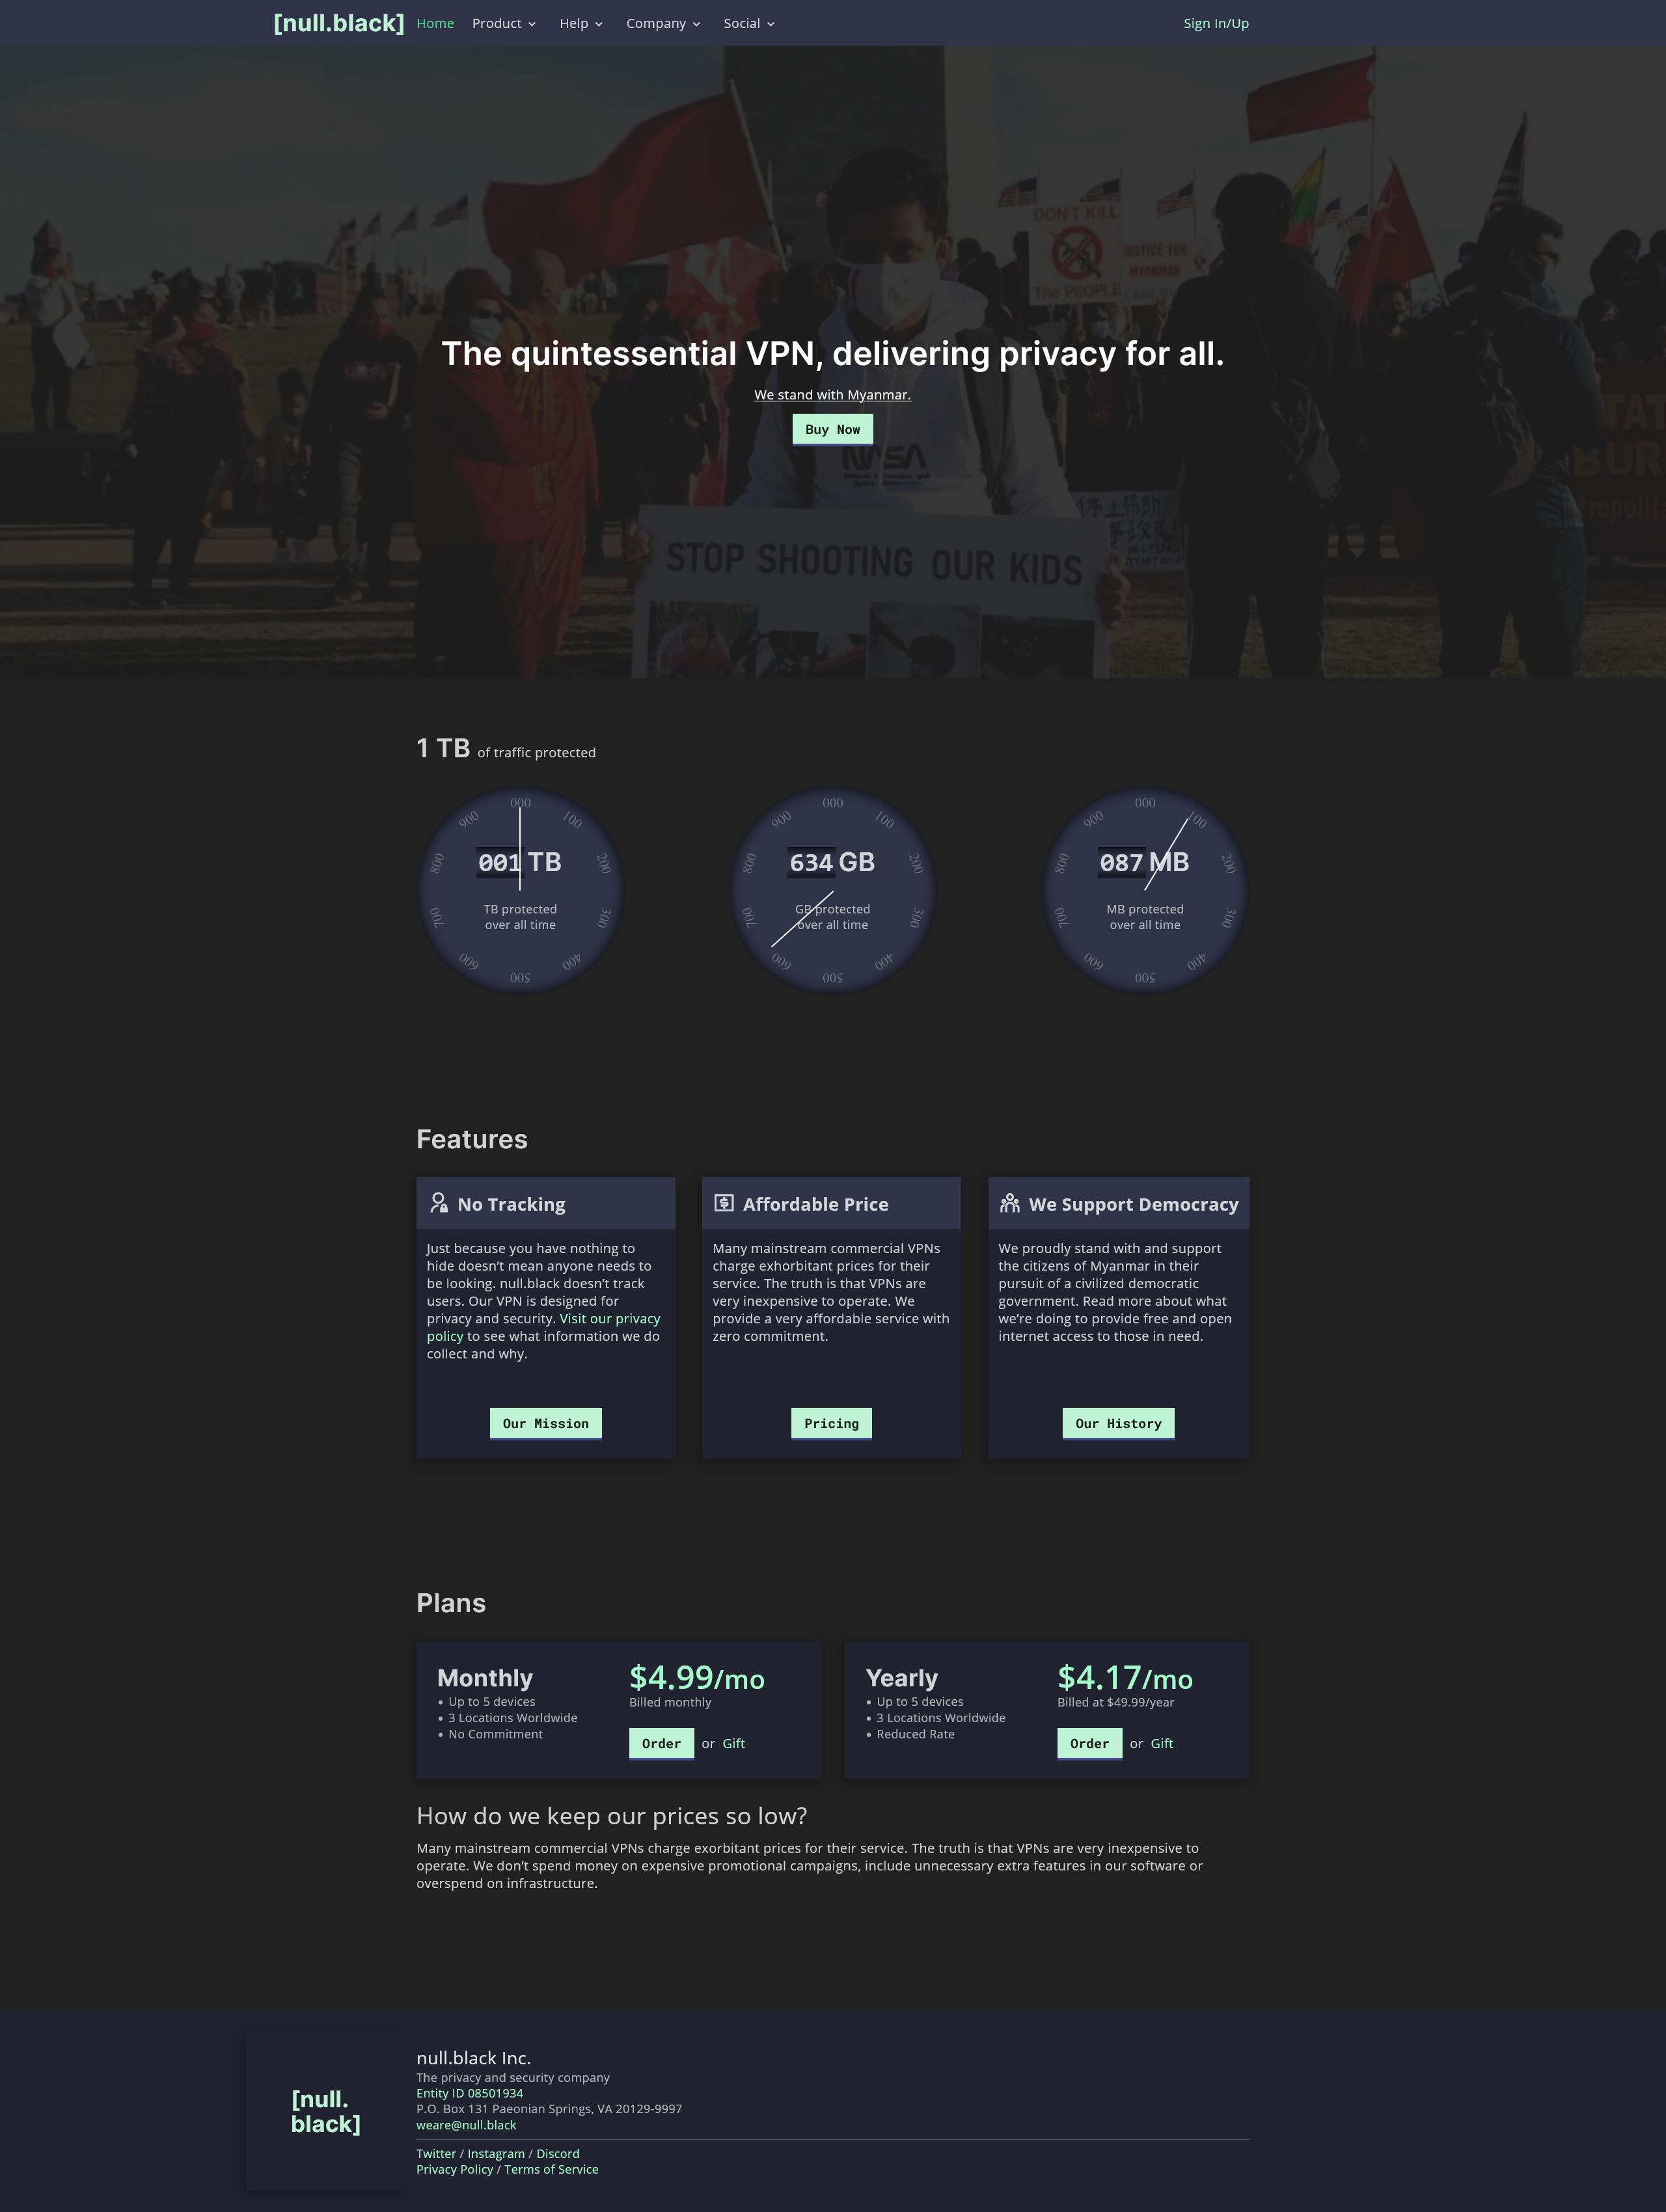 [null.black] Home Product Help Company Social Sign In/Up
DON'T KILL
The PEOPLE
JUSTICE FOR
MYANMAR
The quintessential VPN, delivering privacy for all.
We stand with Myanmar.
Buy Now
NASA
STOP SHOOTING OUR KIDS
1 TB of traffic protected
000
100
200
300
400
500
600
700
800
900
001 TB
TB protected
over all time
000
100
200
300
400
500
600
700
800
900
634 GB
GB protected
over all time
000
100
200
300
400
500
600
700
800
900
087 MB
MB protected
over all time
Features
No Tracking
Just because you have nothing to
hide doesn’t mean anyone needs to
be looking. null.black doesn’t track
users. Our VPN is designed for
privacy and security. Visit our privacy
policy to see what information we do
collect and why.
Our Mission
Affordable Price
Many mainstream commercial VPNs
charge exhorbitant prices for their
service. The truth is that VPNs are
very inexpensive to operate. We
provide a very affordable service with
zero commitment.
Pricing
We Support Democracy
We proudly stand with and support
the citizens of Myanmar in their
pursuit of a civilized democratic
government. Read more about what
we’re doing to provide free and open
internet access to those in need.
Our History
Plans
Monthly
• Up to 5 devices
• 3 Locations Worldwide
• No Commitment
$4.99/mo
Billed monthly
Order or Gift
Yearly
• Up to 5 devices
• 3 Locations Worldwide
• Reduced Rate
$4.17/mo
Billed at $49.99/year
Order or Gift
How do we keep our prices so low?
Many mainstream commercial VPNs charge exorbitant prices for their service. The truth is that VPNs are very inexpensive to
operate. We don’t spend money on expensive promotional campaigns, include unnecessary extra features in our software or
overspend on infrastructure.
[null.
black]
null.black Inc.
The privacy and security company
Entity ID 08501934
P.O. Box 131 Paeonian Springs, VA 20129-9997
weare@null.black
Twitter / Instagram / Discord
Privacy Policy / Terms of Service